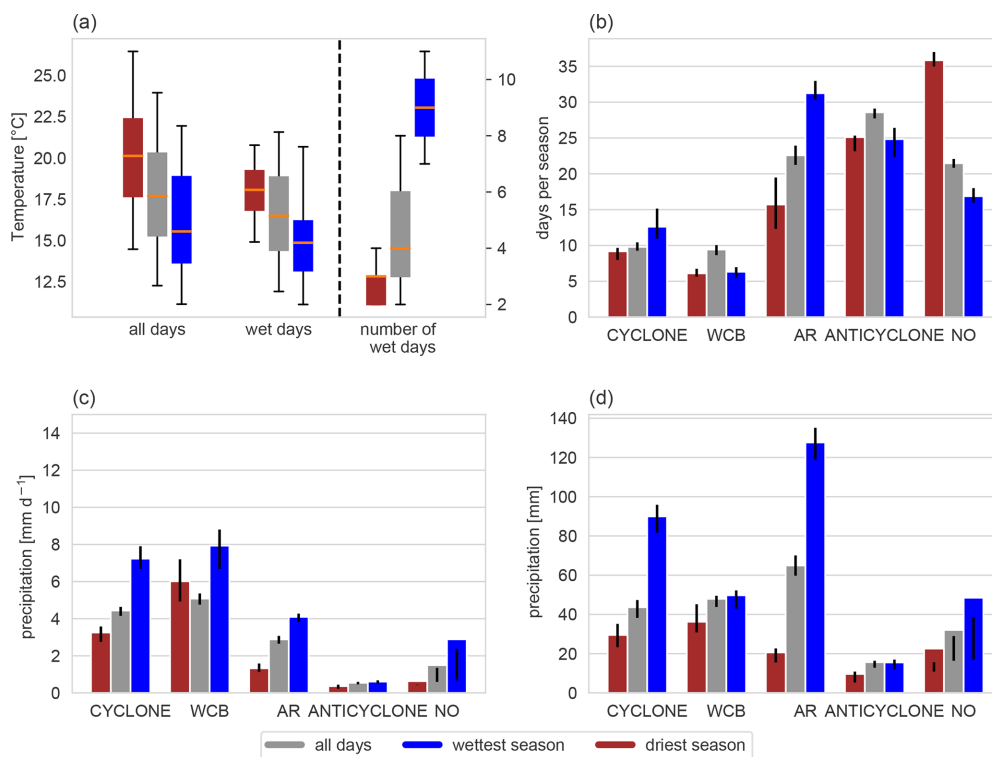 (a)
Temperature [°C]
25.0
22.5
20.0
17.5
15.0
12.5
10
8
6
4
2
all days
wet days
number of
wet days
(b)
days per season
35
30
25
20
15
10
5
0
CYCLONE WCB AR ANTICYCLONE NO
(c)
precipitation [mm d⁻¹]
14
12
10
8
6
4
2
0
CYCLONE WCB AR ANTICYCLONE NO
(d)
precipitation [mm]
140
120
100
80
60
40
20
0
CYCLONE WCB AR ANTICYCLONE NO
all days wettest season driest season